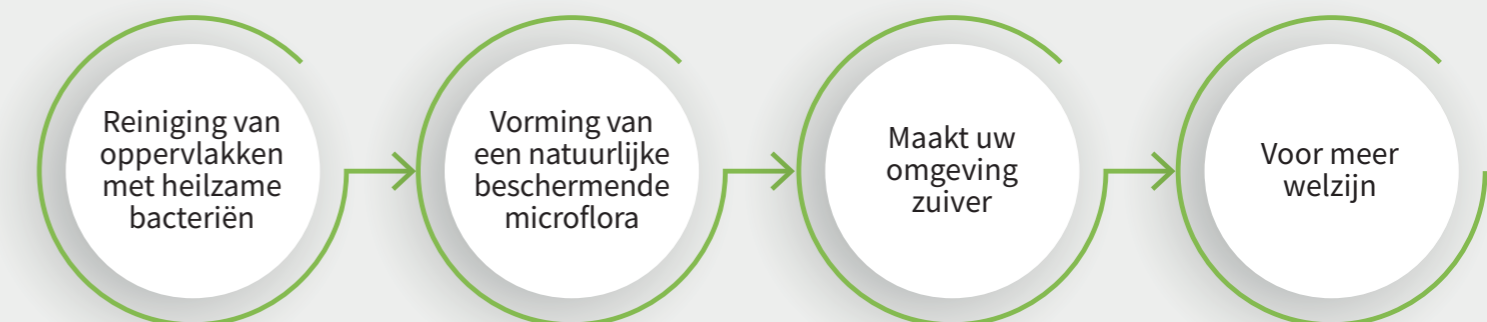 Reiniging van
oppervlakken
met heilzame
bacteriën
Vorming van
een natuurlijke
beschermende
microflora
Maakt uw
omgeving
zuiver
Voor meer
welzijn